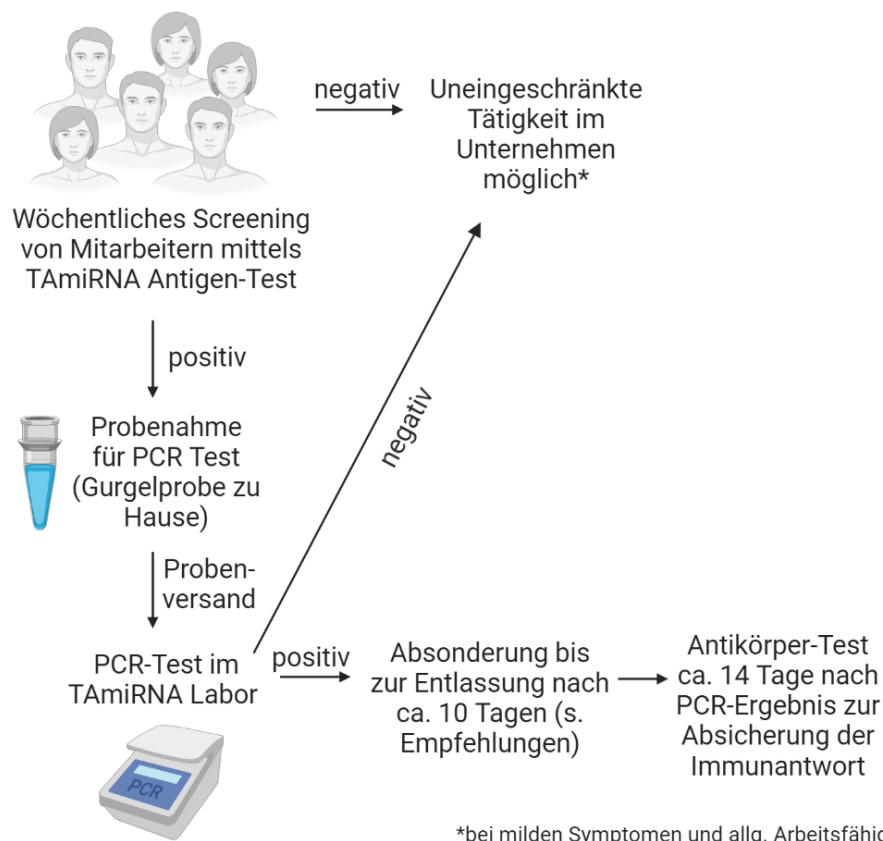 negativ
Uneingeschränkte
Tätigkeit im
Unternehmen
möglich*
Wöchentliches Screening
von Mitarbeitern mittels
TAmiRNA Antigen-Test
positiv
Probenahme
für PCR Test
(Gurgelprobe zu
Hause)
negativ
Proben-
versand
PCR-Test im
TAmiRNA Labor
PCR
positiv
Absonderung bis
zur Entlassung nach
ca. 10 Tagen (s.
Empfehlungen)
Antikörper-Test
ca. 14 Tage nach
PCR-Ergebnis zur
Absicherung der
Immunantwort
*bei milden Symptomen und allg.